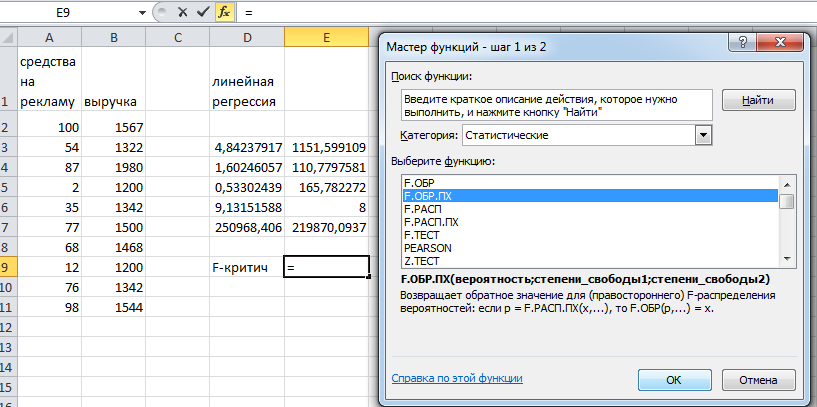 E9 fx =
A B C D E
1 средства на рекламу выручка линейная регрессия
2 100 1567
3 54 1322 4,84237917 1151,599109
4 87 1980 1,60246057 110,7797581
5 2 1200 0,53302439 165,782272
6 35 1342 9,13151588 8
7 77 1500 250968,406 219870,0937
8 68 1468
9 12 1200 F-критич =
10 76 1342
11 98 1544
12
13
14
15
16
Мастер функций - шаг 1 из 2
Поиск функции:
Введите краткое описание действия, которое нужно
выполнить, и нажмите кнопку "Найти"
Найти
Категория: Статистические
Выберите функцию:
F.ОБР
F.ОБР.ПХ
F.РАСП
F.РАСП.ПХ
F.ТЕСТ
PEARSON
Z.ТЕСТ
F.ОБР.ПХ(вероятность;степени_свободы1;степени_свободы2)
Возвращает обратное значение для (правостороннего) F-распределения
вероятностей: если p = F.РАСП.ПХ(x,...), то F.ОБР(p,...) = x.
Справка по этой функции
ОК
Отмена